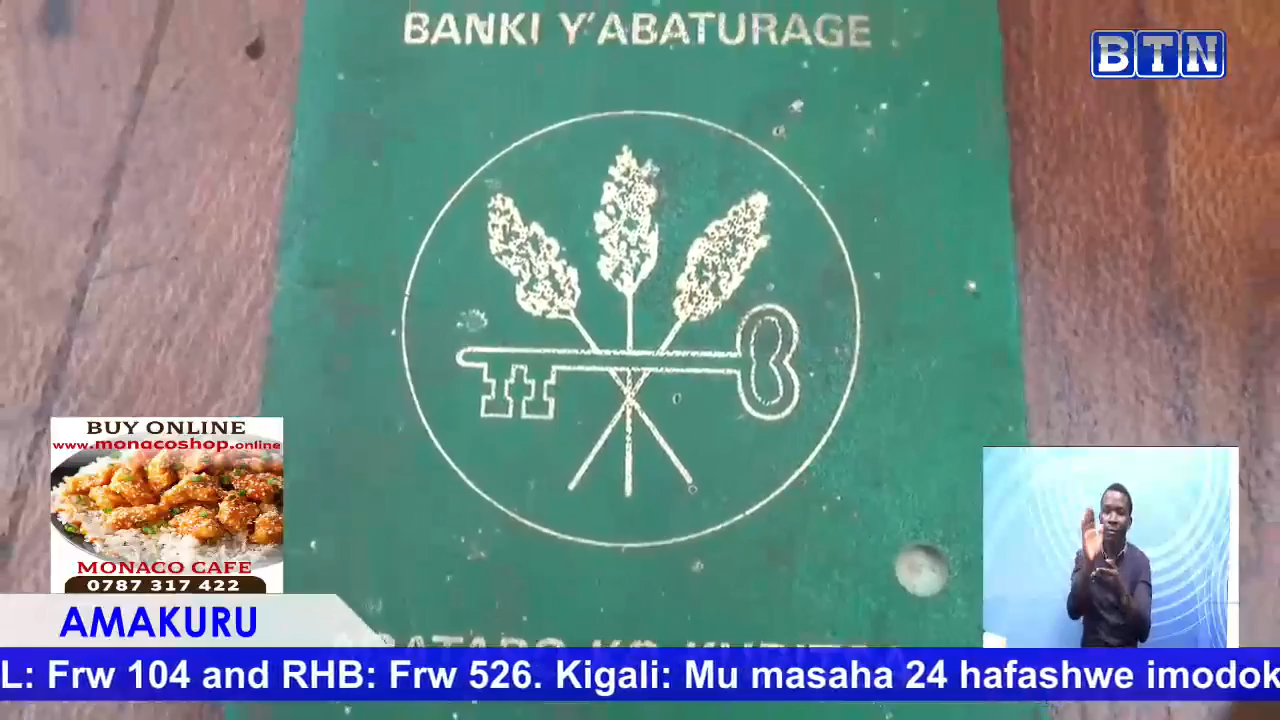 BANKI Y'ABATURAGE
BTN
BUY ONLINE
www.monacoshop.online
MONACO CAFE
0787 317 422
AMAKURU
L: Frw 104 and RHB: Frw 526. Kigali: Mu masaha 24 hafashwe imodok